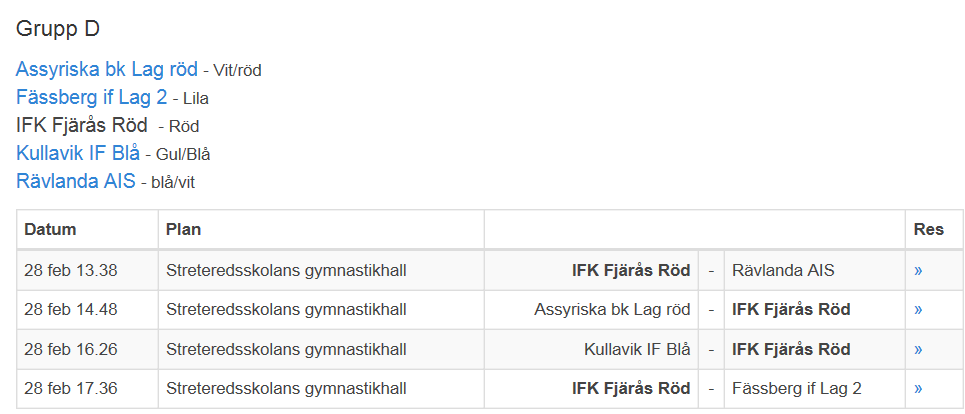 Grupp D
Assyriska bk Lag röd - Vit/röd
Fässberg if Lag 2 - Lila
IFK Fjärås Röd - Röd
Kullavik IF Blå - Gul/Blå
Rävlanda AIS - blå/vit
Datum Plan Res
28 feb 13.38 Streteredsskolans gymnastikhall IFK Fjärås Röd - Rävlanda AIS »
28 feb 14.48 Streteredsskolans gymnastikhall Assyriska bk Lag röd - IFK Fjärås Röd »
28 feb 16.26 Streteredsskolans gymnastikhall Kullavik IF Blå - IFK Fjärås Röd »
28 feb 17.36 Streteredsskolans gymnastikhall IFK Fjärås Röd - Fässberg if Lag 2 »